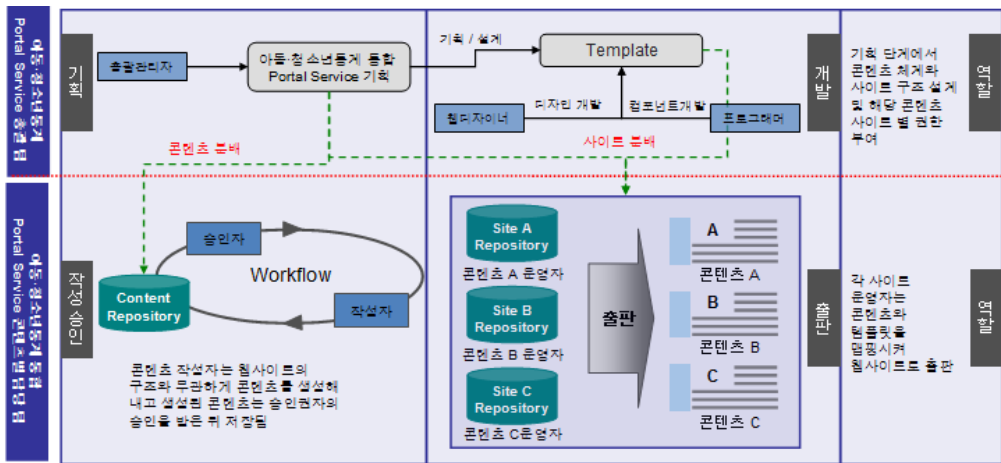 아동·청소년통계 통합
Portal Service 총괄 팀
기획
총괄관리자
아동·청소년통계 통합
Portal Service 기획
기획 / 설계
Template
디자인 개발
컴포넌트개발
웹디자이너
프로그래머
콘텐츠 분배
사이트 분배
개발
기획 단계에서
콘텐츠 체계와
사이트 구조 설계
및 해당 콘텐츠
사이트 별 권한
부여
역할
아동·청소년통계 통합
Portal Service 콘텐츠별 담당 팀
작성/승인
승인자
Workflow
작성자
Content
Repository
콘텐츠 작성자는 웹사이트의
구조와 무관하게 콘텐츠를 생성해
내고 생성된 콘텐츠는 승인권자의
승인을 받은 뒤 저장됨
Site A
Repository
콘텐츠 A 운영자
Site B
Repository
콘텐츠 B 운영자
Site C
Repository
콘텐츠 C운영자
출판
A
콘텐츠 A
B
콘텐츠 B
C
콘텐츠 C
출판
각 사이트
운영자는
콘텐츠와
템플릿을
맵핑시켜
웹사이트로 출판
역할